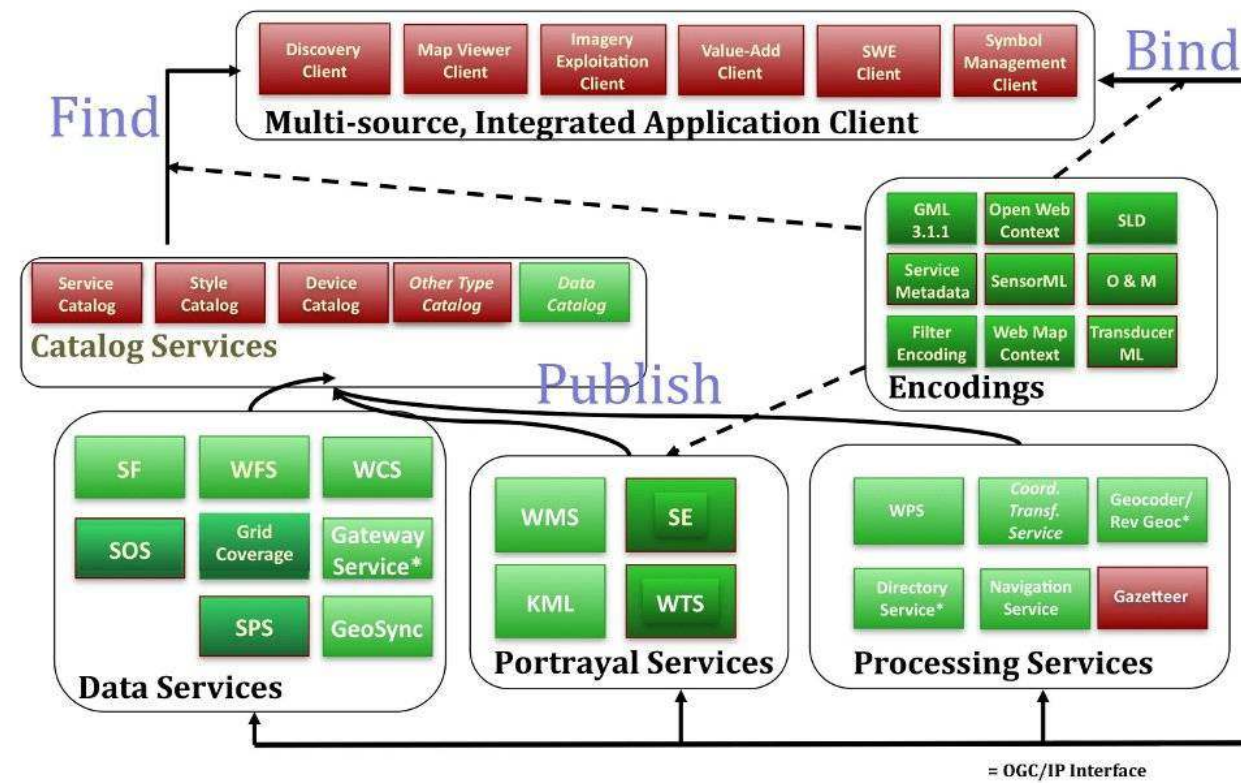 Discovery
Client
Map Viewer
Client
Imagery
Exploitation
Client
Value-Add
Client
SWE
Client
Symbol
Management
Client
Multi-source, Integrated Application Client
Bind
Find
GML
3.1.1
Open Web
Context
SLD
Service
Metadata
SensorML
O & M
Filter
Encoding
Web Map
Context
Transducer
ML
Encodings
Service
Catalog
Style
Catalog
Device
Catalog
Other Type
Catalog
Data
Catalog
Catalog Services
Publish
SF
WFS
WCS
SOS
Grid
Coverage
Gateway
Service*
SPS
GeoSync
Data Services
WMS
SE
KML
WTS
Portrayal Services
WPS
Coord.
Transf.
Service
Geocoder/
Rev Geoc*
Directory
Service*
Navigation
Service
Gazetteer
Processing Services
= OGC/IP Interface